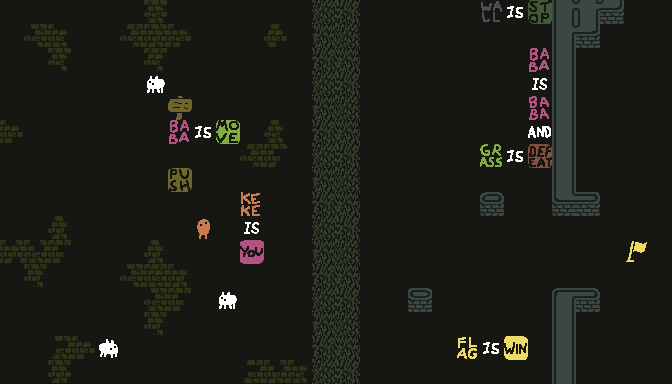 WALL IS STOP
BABA
IS
BABA
AND
BABA IS MOVE
GRASS IS DEFEAT
PUSH
KEKE
IS
YOU
FLAG IS WIN